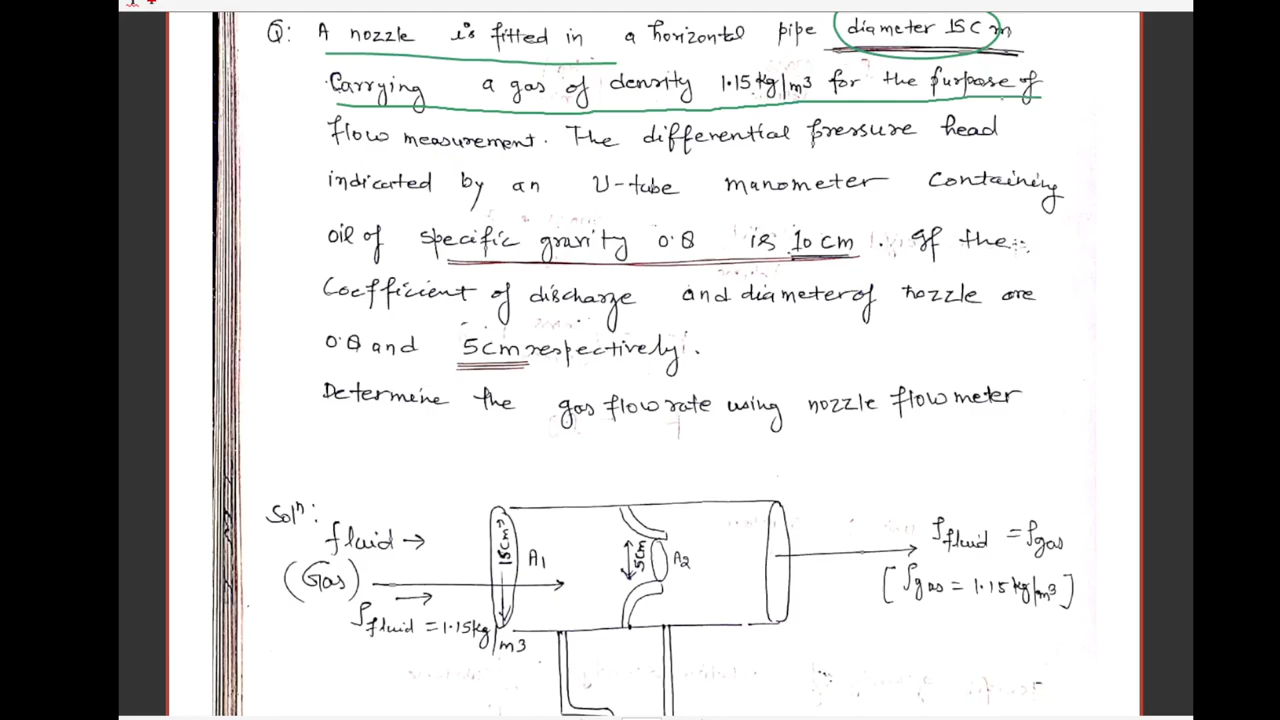 Q: A nozzle is fitted in a horizontal pipe diameter 15Cm
Carrying a gas of density 1.15kg/m3 for the purpose of
flow measurement. The differential pressure head
indicated by an U-tube manometer containing
oil of specific gravity 0.8 is 10 cm. If the
Coefficient of discharge and diameter of nozzle are
0.8 and 5cm respectively.
Determine the gas flow rate using nozzle flow meter
Solⁿ:
fluid →
(Gas)
ρfluid = 1.15kg/m3
15cm
A1
5cm
A2
ρfluid = ρgas
[ρgas = 1.15kg/m³]